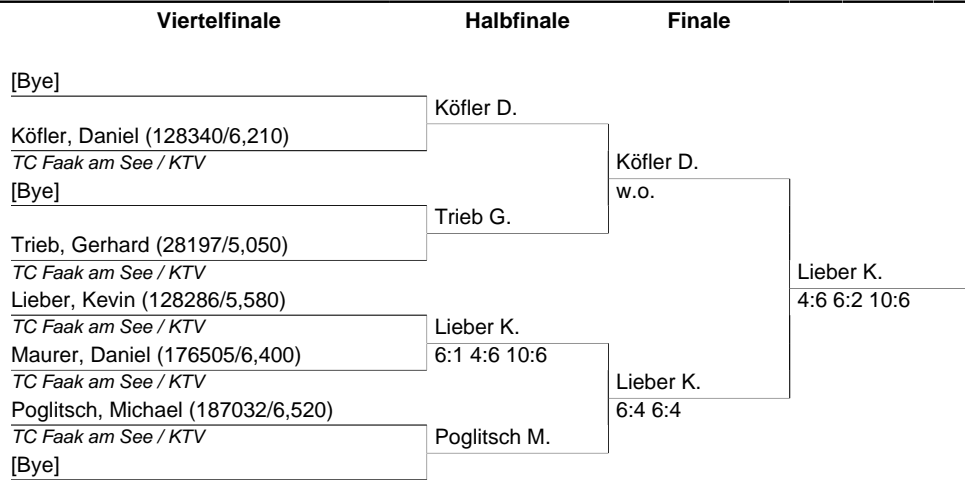 Viertelfinale Halbfinale Finale
[Bye]
Köfler D.
Köfler, Daniel (128340/6,210)
TC Faak am See / KTV
Köfler D.
[Bye]
w.o.
Trieb G.
Trieb, Gerhard (28197/5,050)
TC Faak am See / KTV
Lieber K.
Lieber, Kevin (128286/5,580)
4:6 6:2 10:6
TC Faak am See / KTV
Lieber K.
Maurer, Daniel (176505/6,400)
6:1 4:6 10:6
TC Faak am See / KTV
Lieber K.
Poglitsch, Michael (187032/6,520)
6:4 6:4
TC Faak am See / KTV
Poglitsch M.
[Bye]